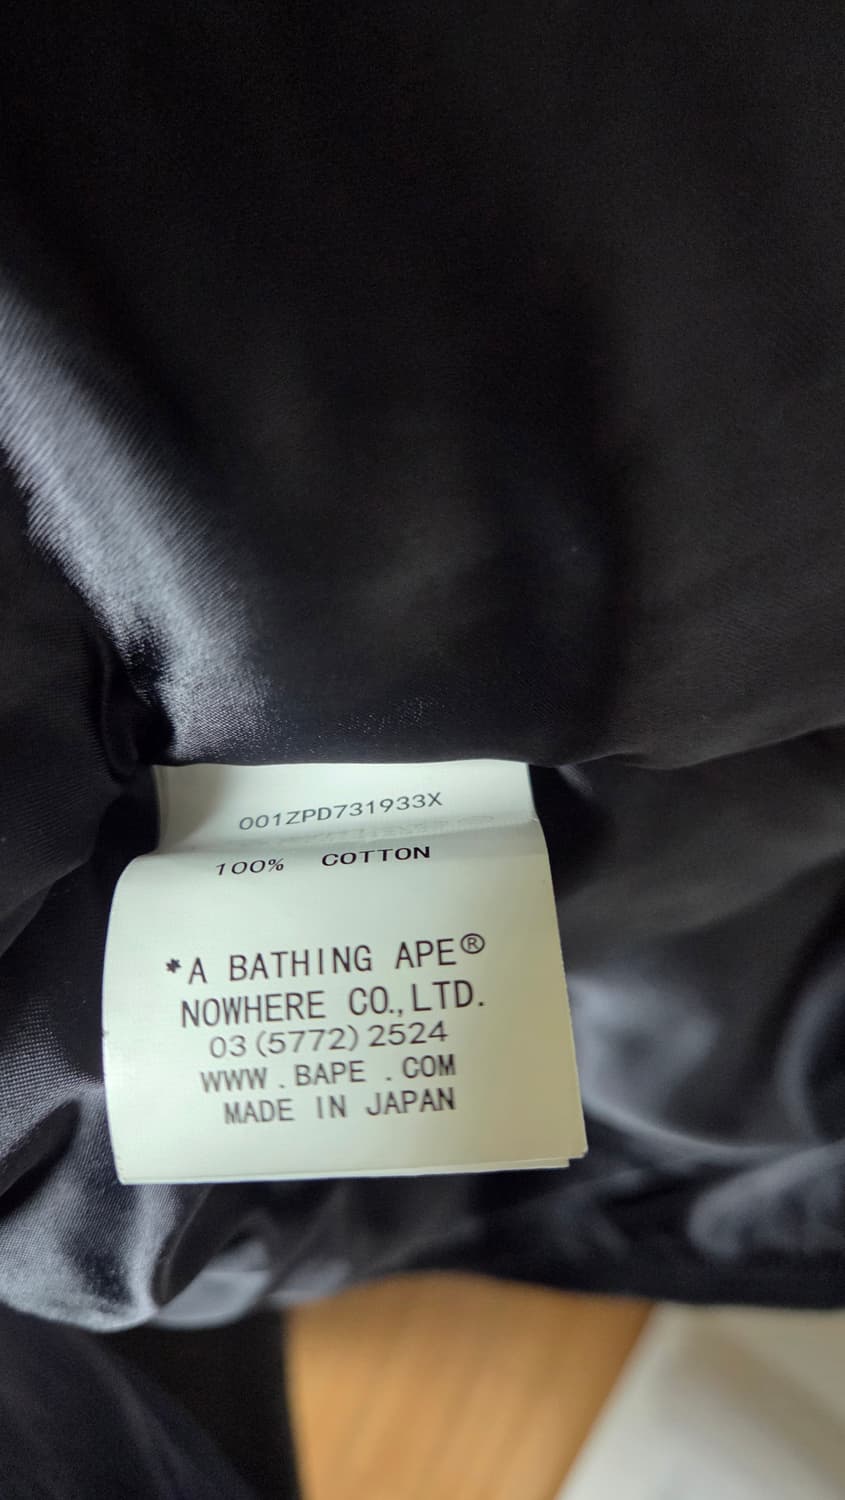 001ZPD731933X
100% COTTON
*A BATHING APE®
NOWHERE CO.,LTD.
03(5772)2524
WWW.BAPE.COM
MADE IN JAPAN